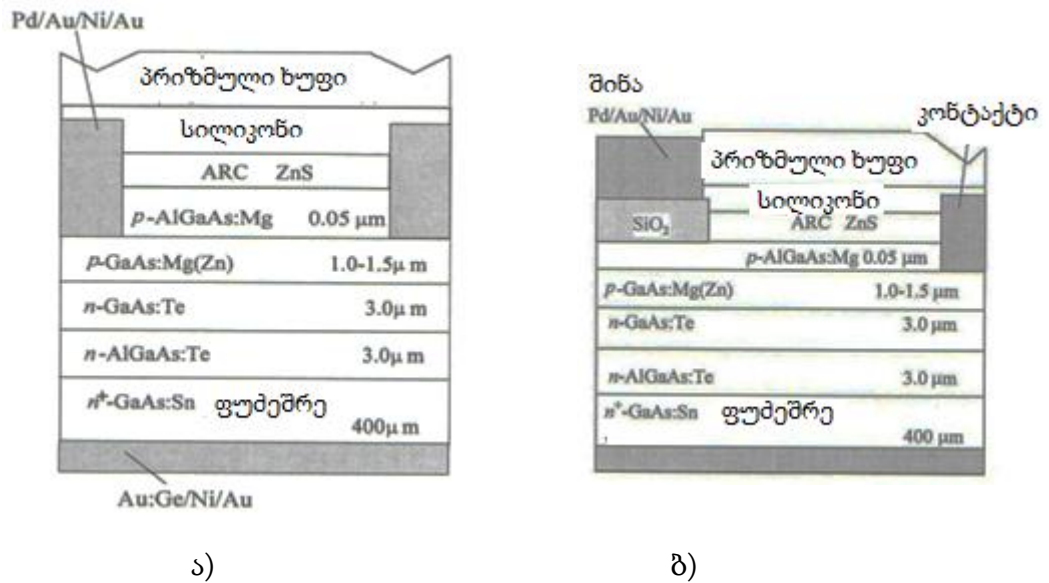 Pd/Au/Ni/Au
პრიზმული ხუფი
სილიკონი
ARC ZnS
p-AlGaAs:Mg 0.05 μm
p-GaAs:Mg(Zn) 1.0-1.5μ m
n-GaAs:Te 3.0μ m
n-AlGaAs:Te 3.0μ m
n⁺-GaAs:Sn ფუძეშრე
400μ m
Au:Ge/Ni/Au
ა)
შინა
Pd/Au/Ni/Au
კონტაქტი
პრიზმული ხუფი
სილიკონი
SiO₂
ARC ZnS
p-AlGaAs:Mg 0.05 μm
p-GaAs:Mg(Zn) 1.0-1.5 μm
n-GaAs:Te 3.0 μm
n-AlGaAs:Te 3.0 μm
n⁺-GaAs:Sn ფუძეშრე
400 μm
ბ)